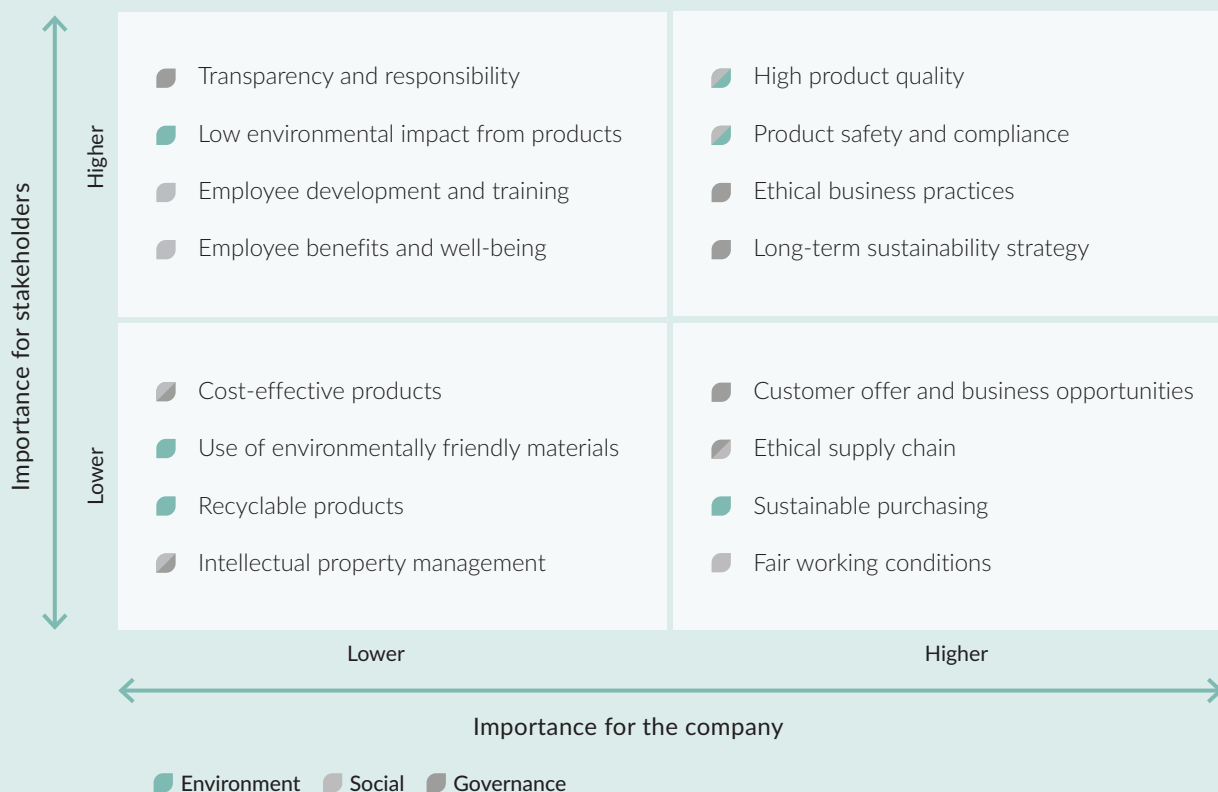 Importance for stakeholders
Higher
Lower
Transparency and responsibility
Low environmental impact from products
Employee development and training
Employee benefits and well-being
High product quality
Product safety and compliance
Ethical business practices
Long-term sustainability strategy
Cost-effective products
Use of environmentally friendly materials
Recyclable products
Intellectual property management
Customer offer and business opportunities
Ethical supply chain
Sustainable purchasing
Fair working conditions
Lower
Higher
Importance for the company
Environment
Social
Governance